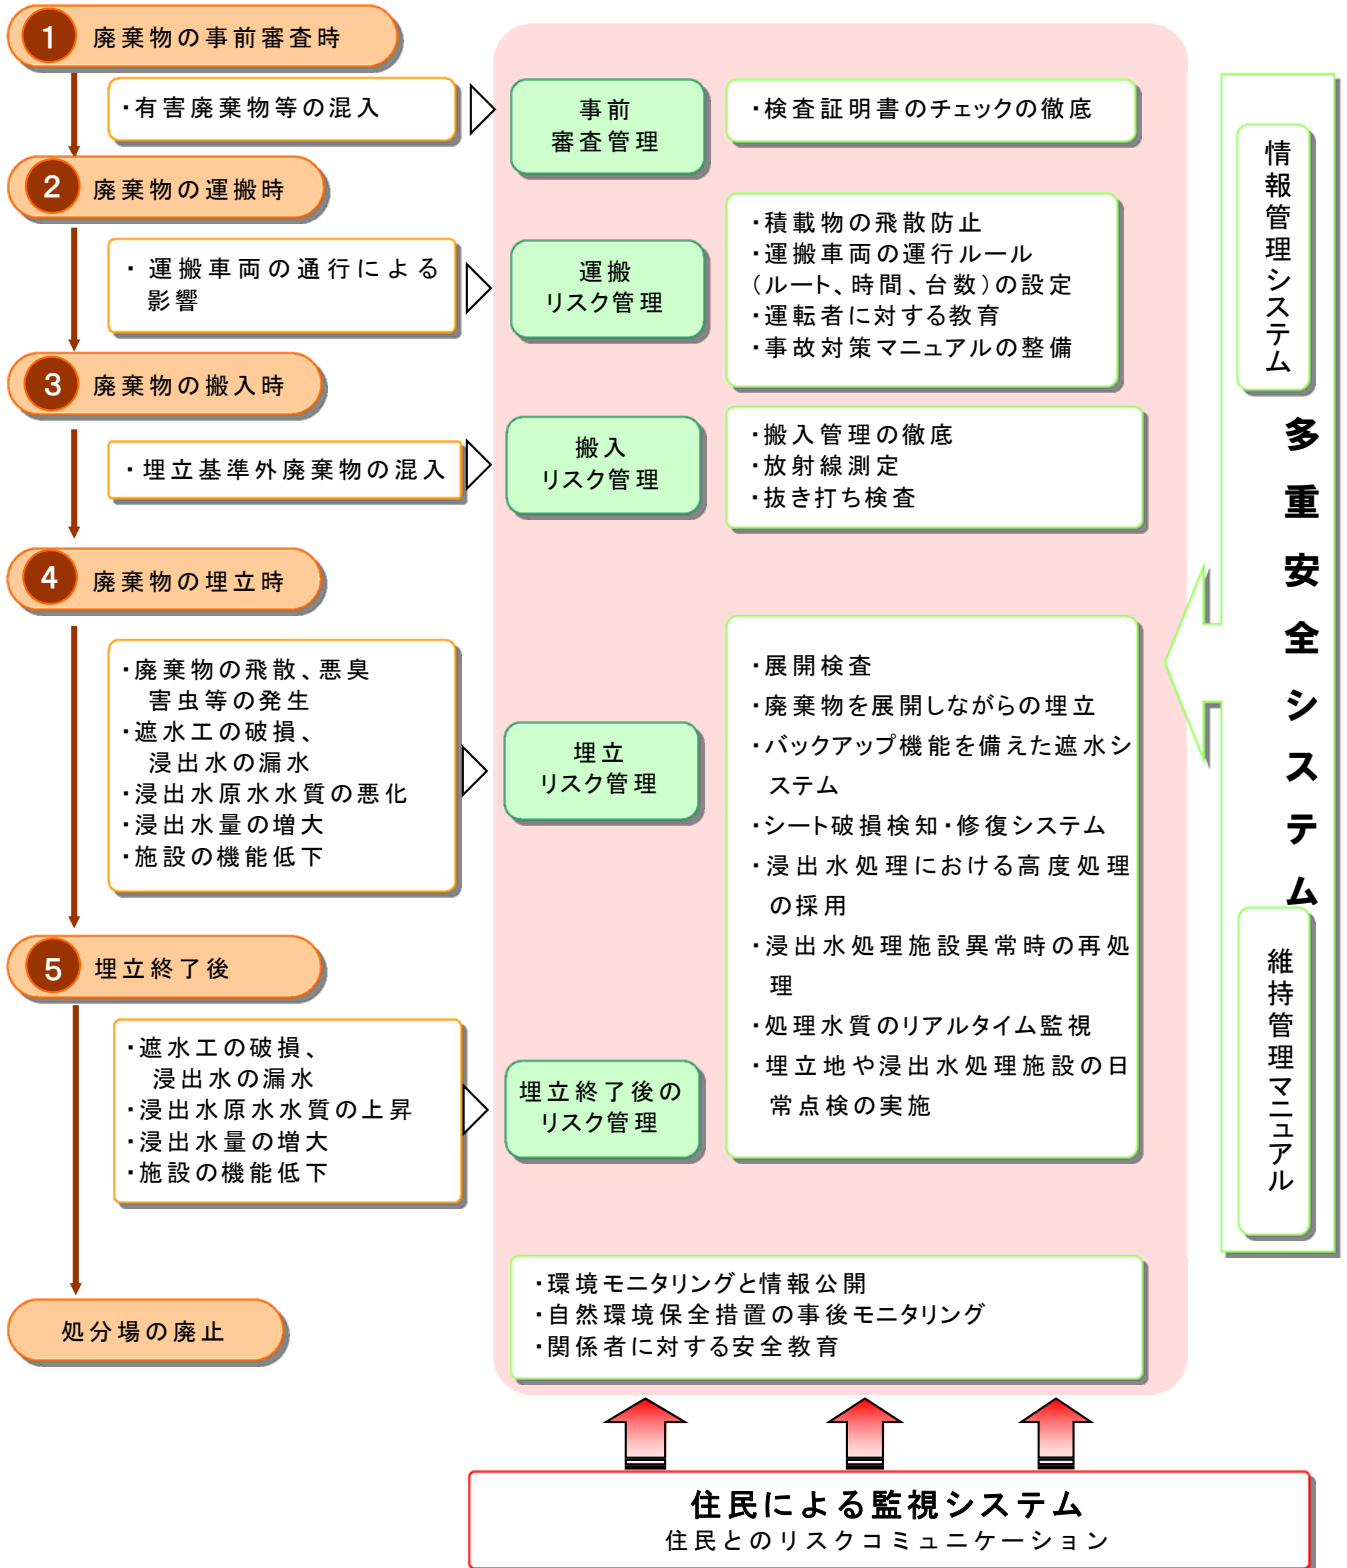 1 廃棄物の事前審査時
・有害廃棄物等の混入
事前
審査管理
・検査証明書のチェックの徹底
2 廃棄物の運搬時
・運搬車両の通行による
影響
運搬
リスク管理
・積載物の飛散防止
・運搬車両の運行ルール
（ルート、時間、台数）の設定
・運転者に対する教育
・事故対策マニュアルの整備
3 廃棄物の搬入時
・埋立基準外廃棄物の混入
搬入
リスク管理
・搬入管理の徹底
・放射線測定
・抜き打ち検査
4 廃棄物の埋立時
・廃棄物の飛散、悪臭
害虫等の発生
・遮水工の破損、
浸出水の漏水
・浸出水原水水質の悪化
・浸出水量の増大
・施設の機能低下
埋立
リスク管理
・展開検査
・廃棄物を展開しながらの埋立
・バックアップ機能を備えた遮水シ
ステム
・シート破損検知・修復システム
・浸出水処理における高度処理
の採用
・浸出水処理施設異常時の再処
理
・処理水質のリアルタイム監視
・埋立地や浸出水処理施設の日
常点検の実施
5 埋立終了後
・遮水工の破損、
浸出水の漏水
・浸出水原水水質の上昇
・浸出水量の増大
・施設の機能低下
埋立終了後の
リスク管理
処分場の廃止
・環境モニタリングと情報公開
・自然環境保全措置の事後モニタリング
・関係者に対する安全教育
情報管理システム
多重安全システム
維持管理マニュアル
住民による監視システム
住民とのリスクコミュニケーション